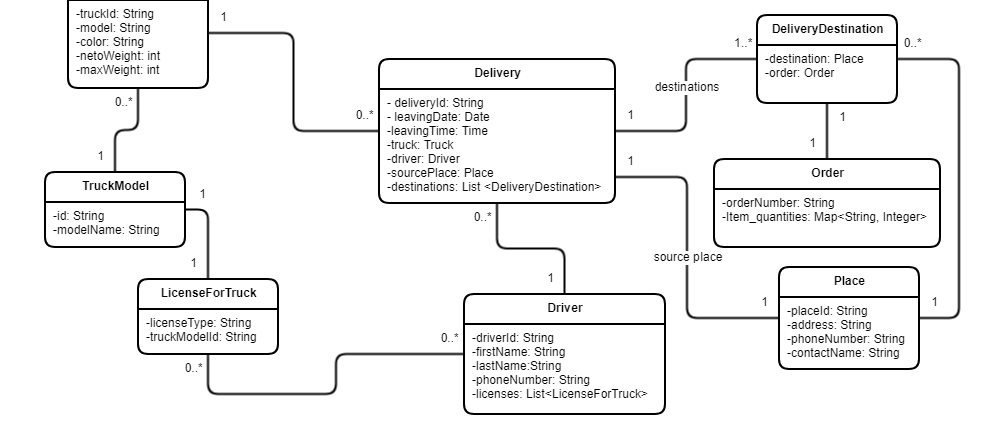 -truckId: String
-model: String
-color: String
-netoWeight: int
-maxWeight: int
1
0..*
1
TruckModel
-id: String
-modelName: String
1
1
LicenseForTruck
-licenseType: String
-truckModelId: String
0..*
0..*
Delivery
- deliveryId: String
- leavingDate: Date
-leavingTime: Time
-truck: Truck
-driver: Driver
-sourcePlace: Place
-destinations: List <DeliveryDestination>
0..*
1
0..*
Driver
-driverId: String
-firstName: String
-lastName:String
-phoneNumber: String
-licenses: List<LicenseForTruck>
1
destinations
1..*
DeliveryDestination
-destination: Place
-order: Order
0..*
1
1
Order
-orderNumber: String
-Item_quantities: Map<String, Integer>
1
source place
1
Place
-placeId: String
-address: String
-phoneNumber: String
-contactName: String
1